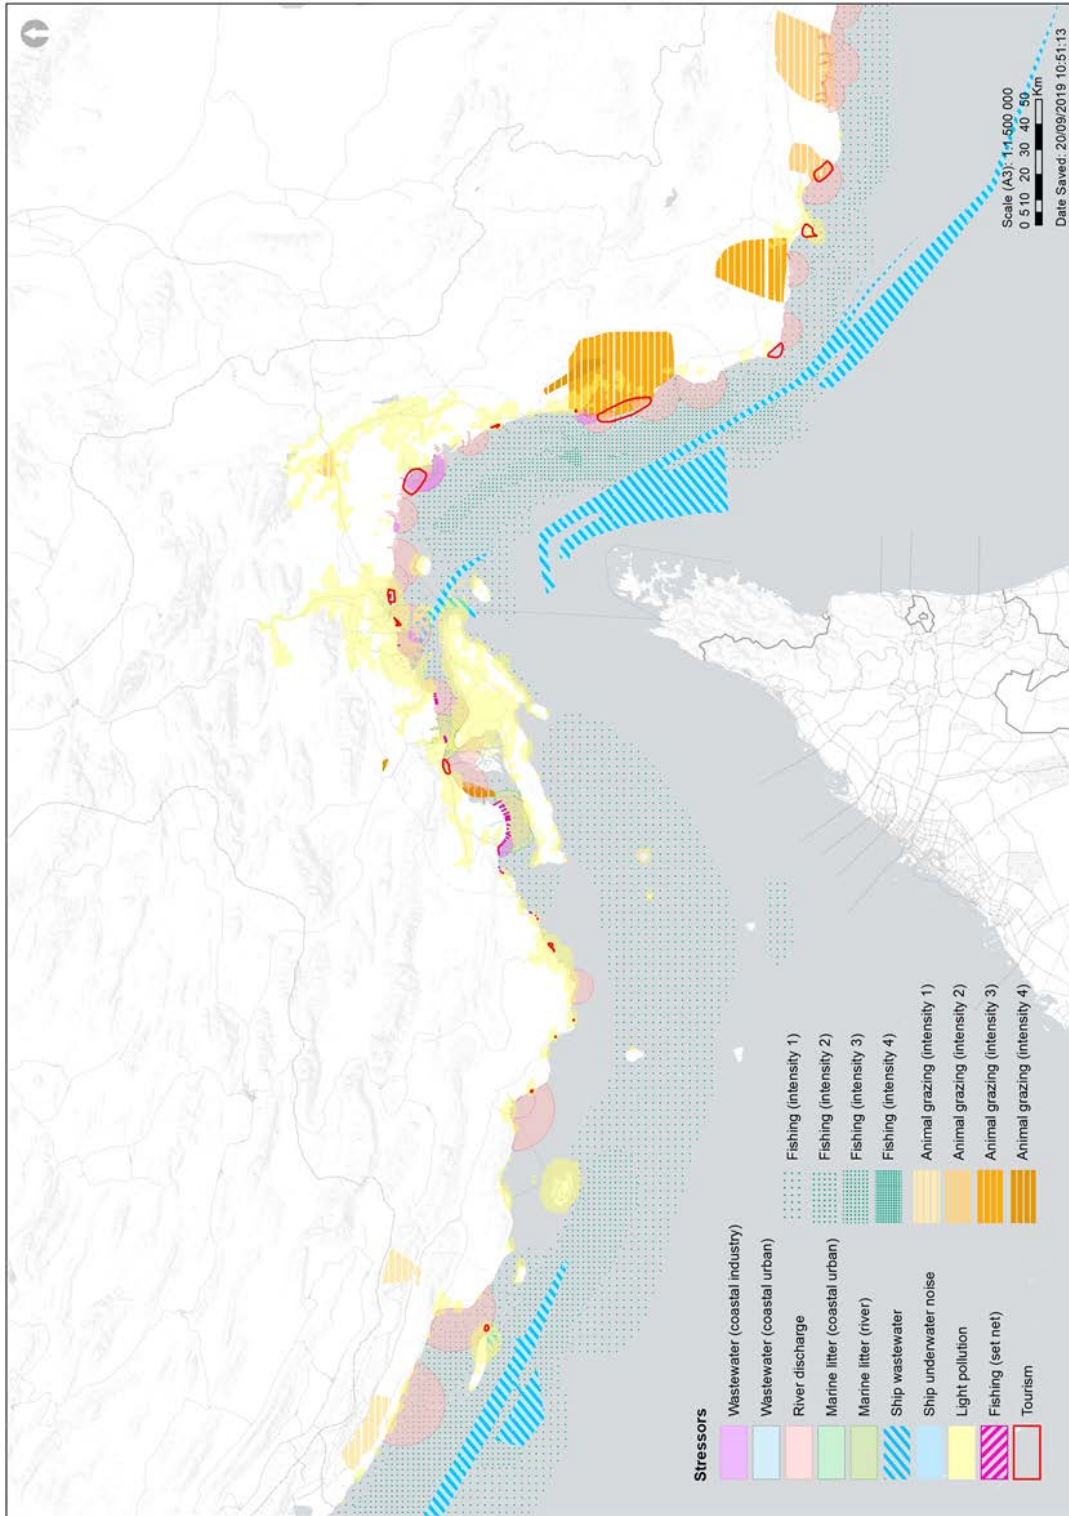 Stressors
Wastewater (coastal industry)
Wastewater (coastal urban)
River discharge
Marine litter (coastal urban)
Marine litter (river)
Ship wastewater
Ship underwater noise
Light pollution
Fishing (set net)
Tourism
Fishing (intensity 1)
Fishing (intensity 2)
Fishing (intensity 3)
Fishing (intensity 4)
Animal grazing (intensity 1)
Animal grazing (intensity 2)
Animal grazing (intensity 3)
Animal grazing (intensity 4)
Scale (A3): 1:1 500 000
0 5 10 20 30 40 50
Km
Date Saved: 20/09/2019 10:51:13